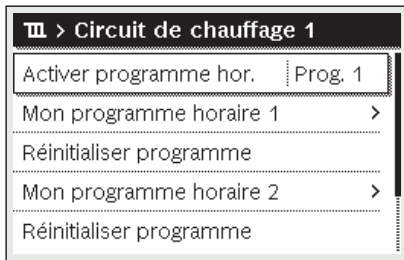 > Circuit de chauffage 1
Activer programme hor. Prog. 1
Mon programme horaire 1 >
Réinitialiser programme
Mon programme horaire 2 >
Réinitialiser programme